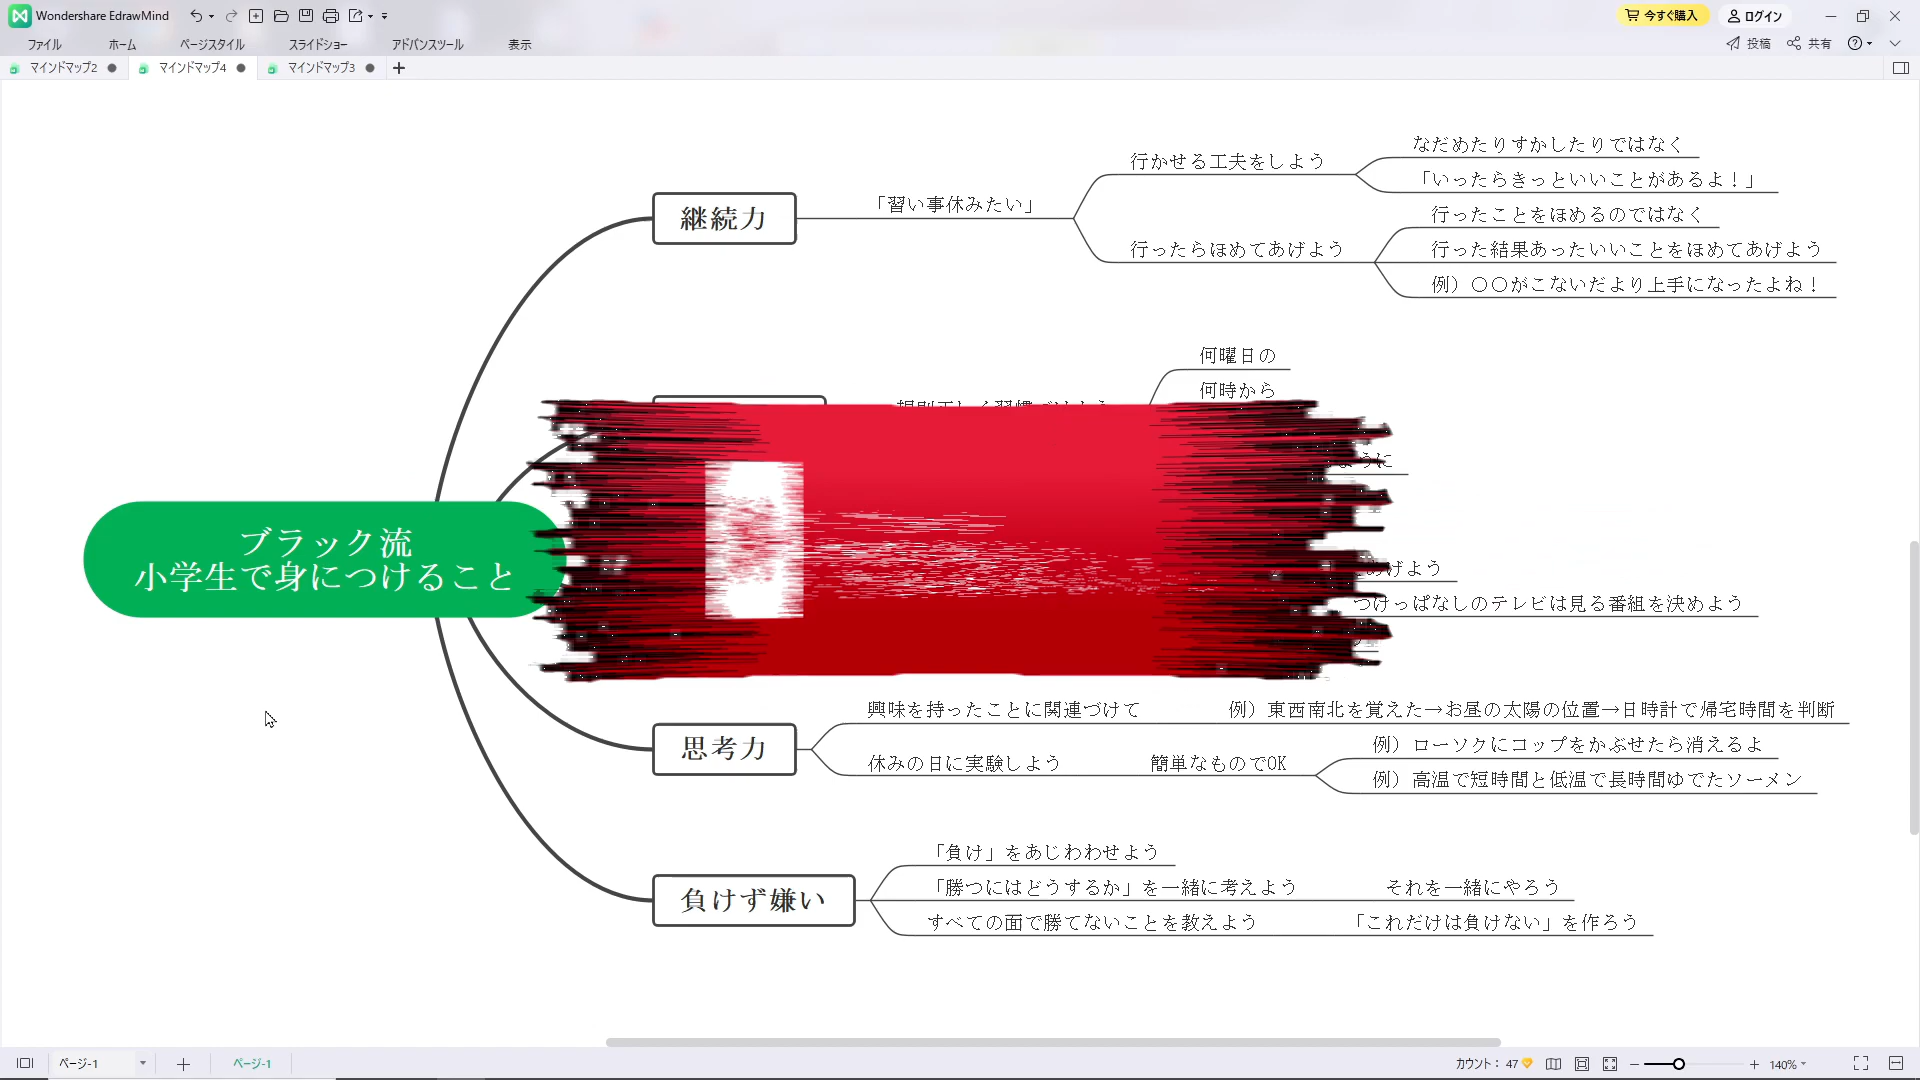 Wondershare EdrawMind
今すぐ購入
ログイン
ファイル
ホーム
ページスタイル
スライドショー
アドバンスツール
表示
投稿
共有
マインドマップ2
マインドマップ4
マインドマップ3
ブラック流
小学生で身につけること
継続力
「習い事休みたい」
行かせる工夫をしよう
なだめたりすかしたりではなく
「いったらきっといいことがあるよ！」
行ったらほめてあげよう
行ったことをほめるのではなく
行った結果あったいいことをほめてあげよう
例）〇〇がこないだより上手になったよね！
何曜日の
何時から
ように
あげよう
つけっぱなしのテレビは見る番組を決めよう
思考力
興味を持ったことに関連づけて
例）東西南北を覚えた→お昼の太陽の位置→日時計で帰宅時間を判断
休みの日に実験しよう
簡単なものでOK
例）ローソクにコップをかぶせたら消えるよ
例）高温で短時間と低温で長時間ゆでたソーメン
負けず嫌い
「負け」をあじわわせよう
「勝つにはどうするか」を一緒に考えよう
それを一緒にやろう
すべての面で勝てないことを教えよう
「これだけは負けない」を作ろう
ページ-1
ページ-1
カウント： 47
140%